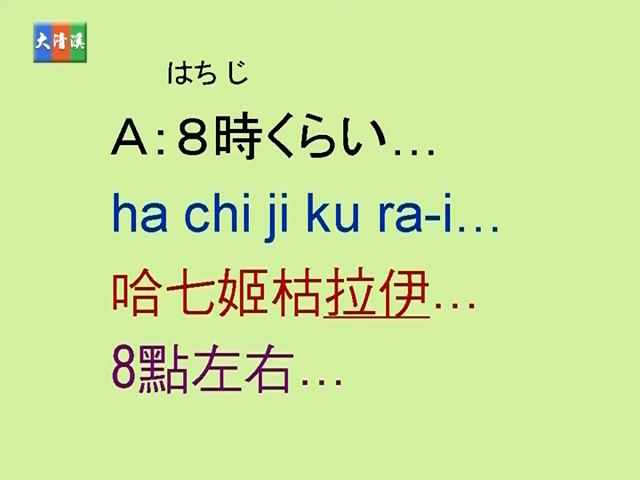 大清溪
はちじ
A：8時くらい…
ha chi ji ku ra-i…
哈七姬枯拉伊…
8點左右…